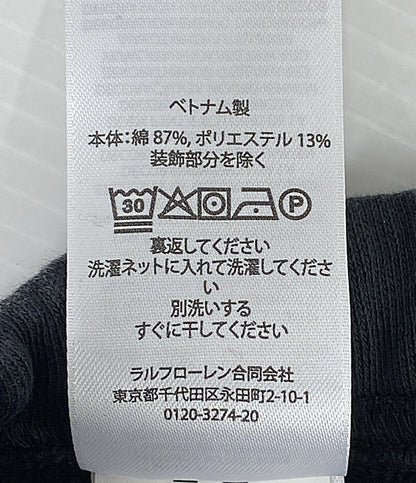 ベトナム製
本体：綿 87%, ポリエステル 13%
装飾部分を除く
30 P
裏返してください
洗濯ネットに入れて洗濯してくださ
い
別洗いする
すぐに干してください
ラルフローレン合同会社
東京都千代田区永田町2-10-1
0120-3274-20